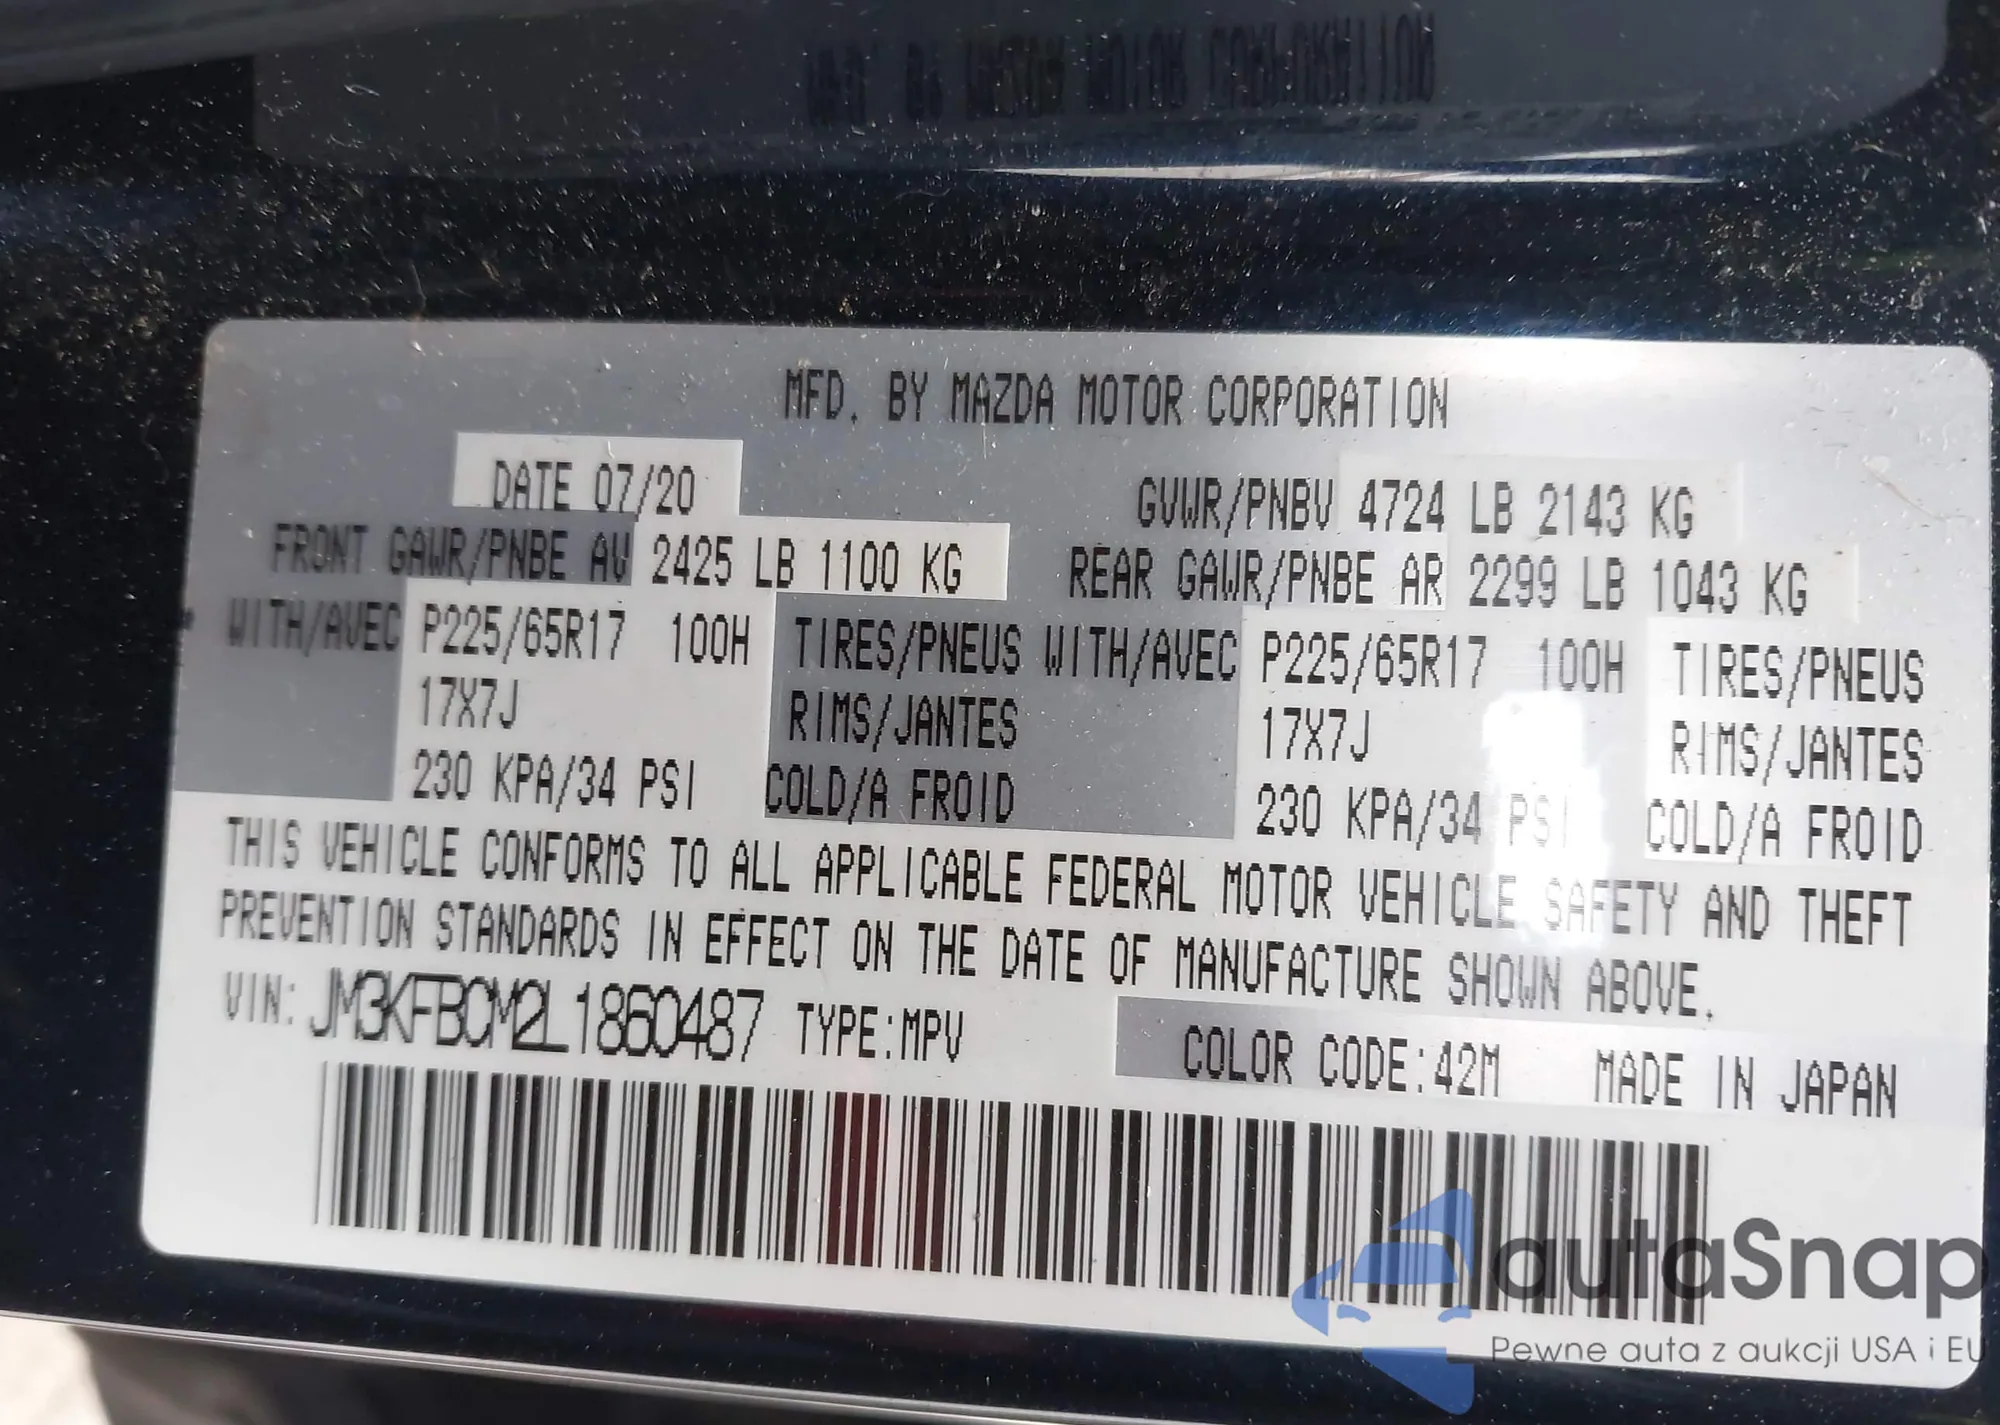 MFD. BY MAZDA MOTOR CORPORATION
DATE 07/20 GVWR/PNBV 4724 LB 2143 KG
FRONT GAWR/PNBE AV 2425 LB 1100 KG REAR GAWR/PNBE AR 2299 LB 1043 KG
WITH/AVEC P225/65R17 100H TIRES/PNEUS WITH/AVEC P225/65R17 100H TIRES/PNEUS
17X7J RIMS/JANTES 17X7J RIMS/JANTES
230 KPA/34 PSI COLD/A FROID 230 KPA/34 PSI COLD/A FROID
THIS VEHICLE CONFORMS TO ALL APPLICABLE FEDERAL MOTOR VEHICLE SAFETY AND THEFT
PREVENTION STANDARDS IN EFFECT ON THE DATE OF MANUFACTURE SHOWN ABOVE.
VIN: JM3KFBCM2L1860487 TYPE:MPV COLOR CODE:42M MADE IN JAPAN
autaSnap
Pewne auta z aukcji USA i EU